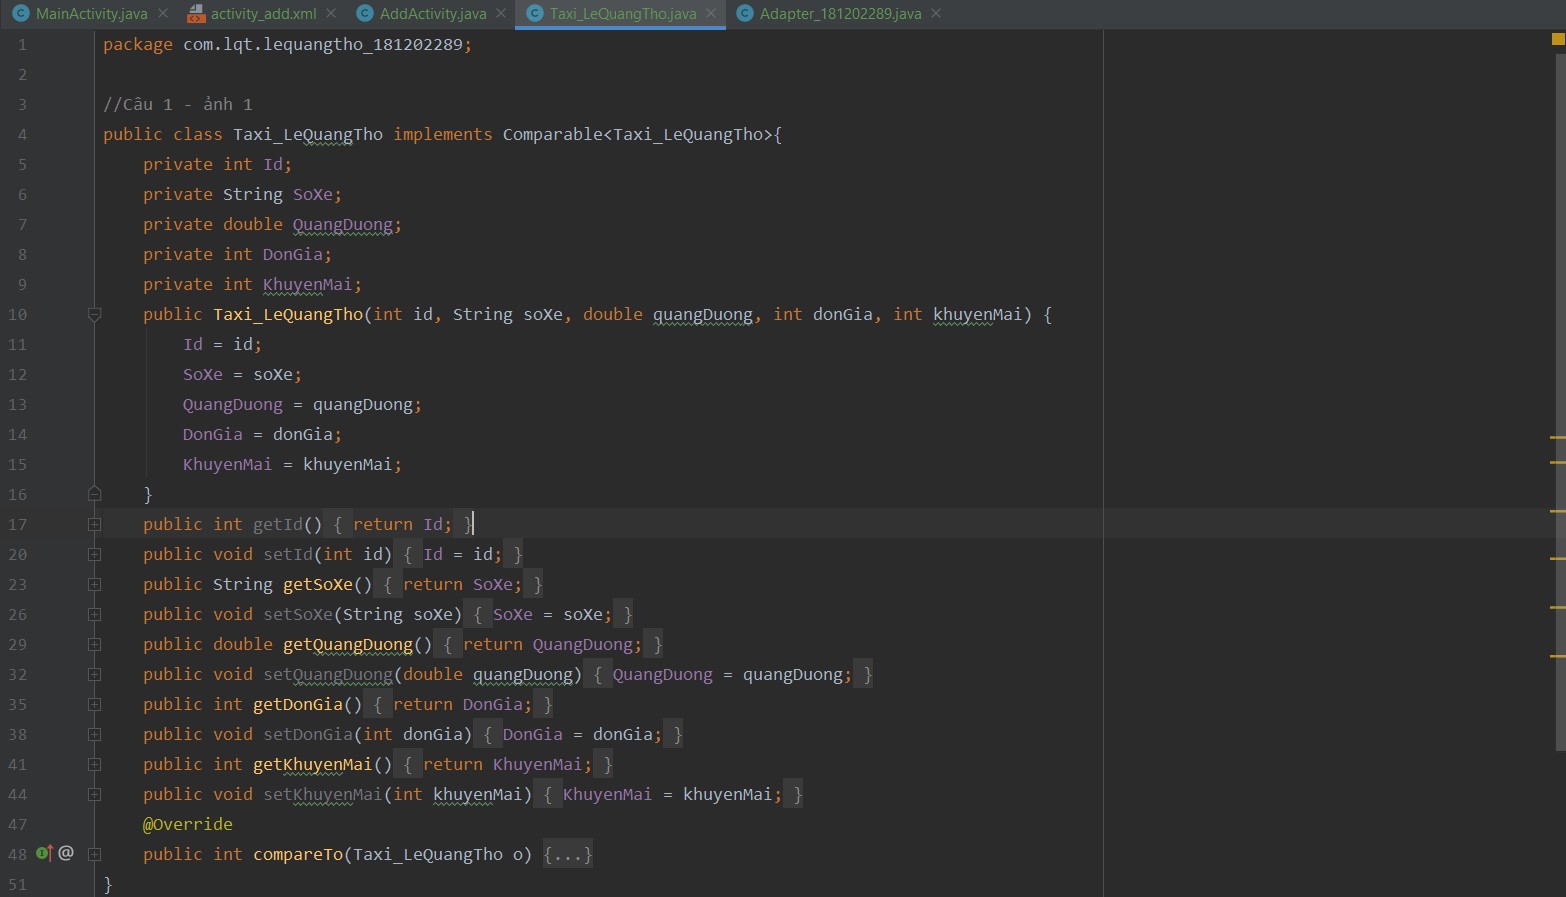 MainActivity.java activity_add.xml AddActivity.java Taxi_LeQuangTho.java Adapter_181202289.java
1 package com.lqt.lequangtho_181202289;
2
3 //Câu 1 - ảnh 1
4 public class Taxi_LeQuangTho implements Comparable<Taxi_LeQuangTho>{
5 private int Id;
6 private String SoXe;
7 private double QuangDuong;
8 private int DonGia;
9 private int KhuyenMai;
10 public Taxi_LeQuangTho(int id, String soXe, double quangDuong, int donGia, int khuyenMai) {
11 Id = id;
12 SoXe = soXe;
13 QuangDuong = quangDuong;
14 DonGia = donGia;
15 KhuyenMai = khuyenMai;
16 }
17 public int getId() { return Id; }
20 public void setId(int id) { Id = id; }
23 public String getSoXe() { return SoXe; }
26 public void setSoXe(String soXe) { SoXe = soXe; }
29 public double getQuangDuong() { return QuangDuong; }
32 public void setQuangDuong(double quangDuong) { QuangDuong = quangDuong; }
35 public int getDonGia() { return DonGia; }
38 public void setDonGia(int donGia) { DonGia = donGia; }
41 public int getKhuyenMai() { return KhuyenMai; }
44 public void setKhuyenMai(int khuyenMai) { KhuyenMai = khuyenMai; }
47 @Override
48 @ public int compareTo(Taxi_LeQuangTho o) {...}
51 }